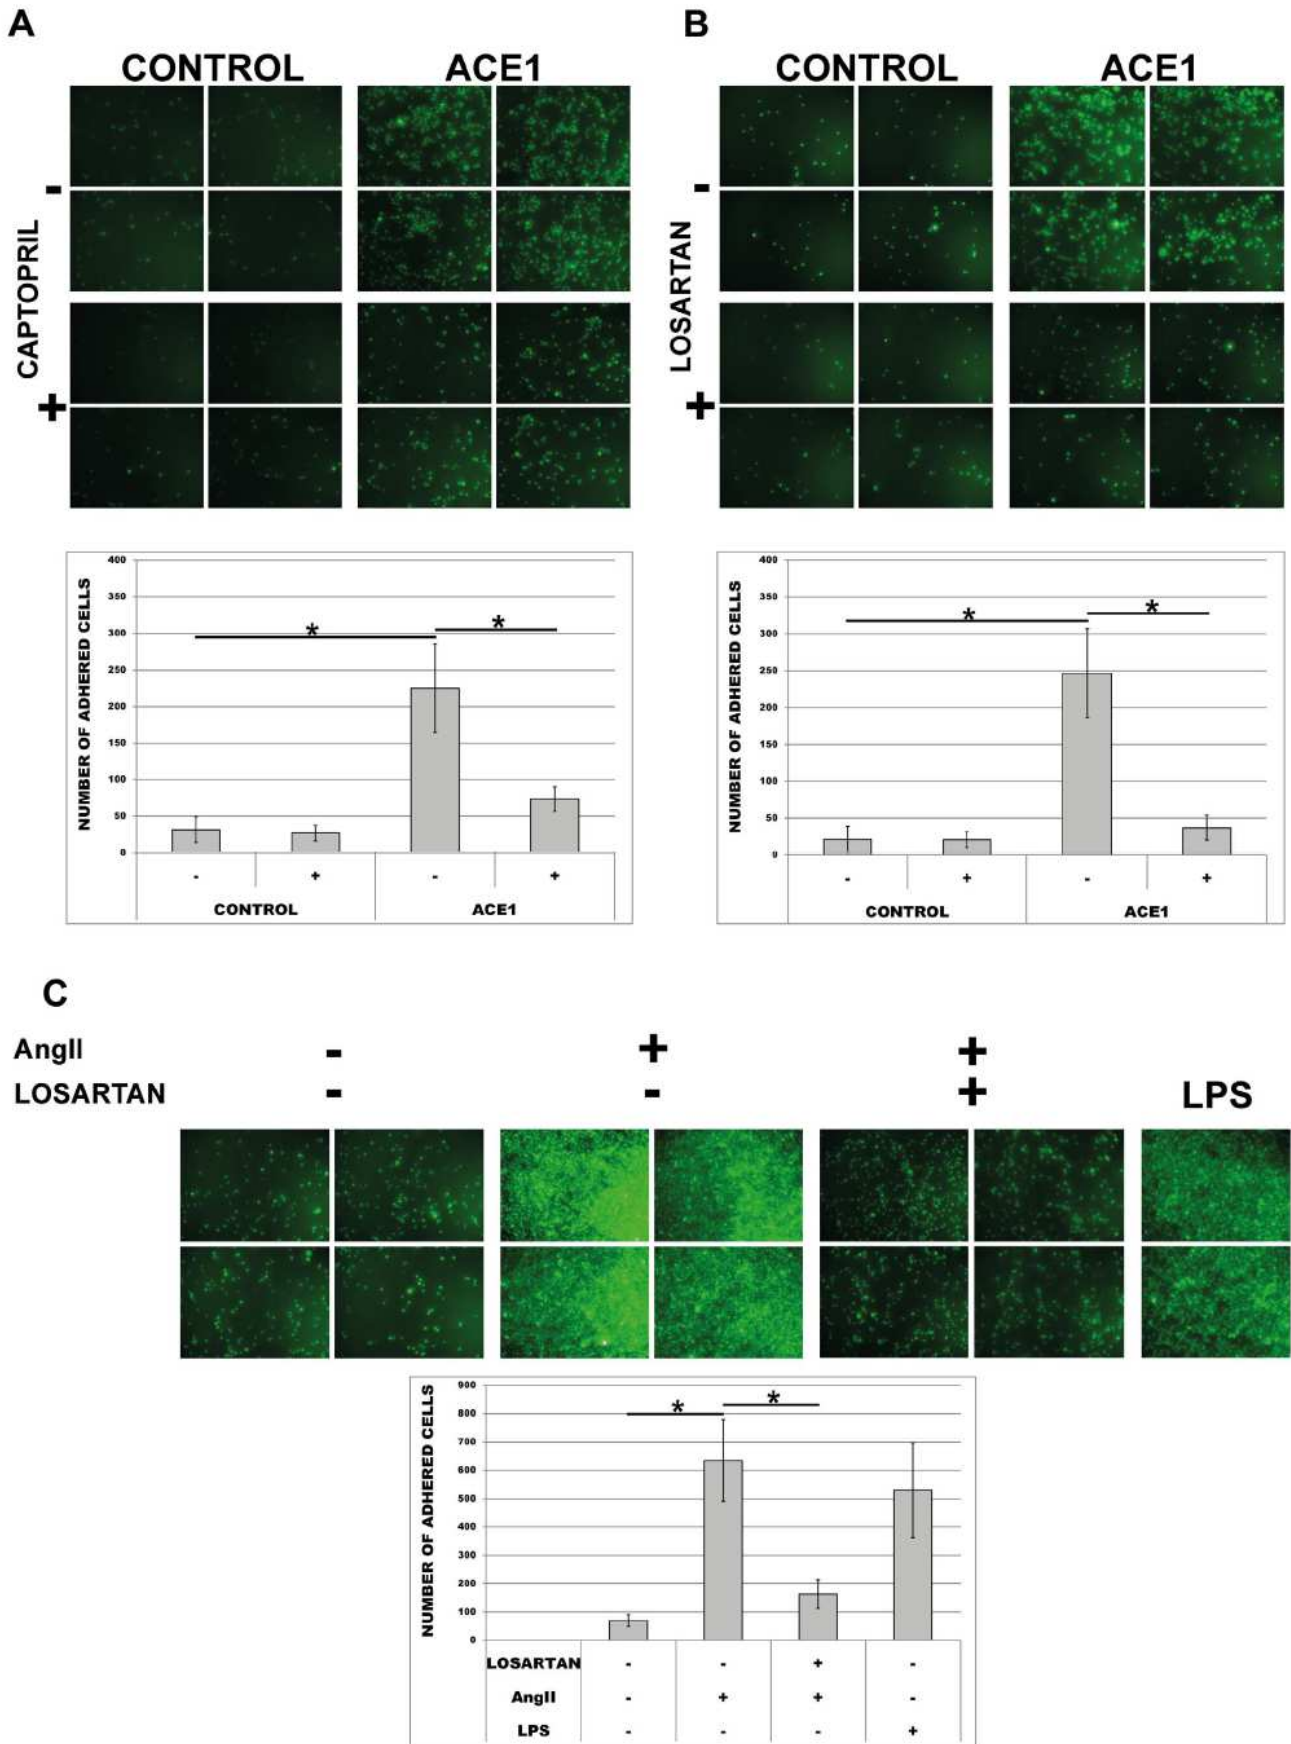 A
CONTROL ACE1
-
CAPTOPRIL
+
NUMBER OF ADHERED CELLS
400
350
300
250
200
150
100
50
0
*
*
- + - +
CONTROL ACE1
B
CONTROL ACE1
-
LOSARTAN
+
NUMBER OF ADHERED CELLS
400
350
300
250
200
150
100
50
0
*
*
- + - +
CONTROL ACE1
C
AngII - + +
LOSARTAN - - + LPS
NUMBER OF ADHERED CELLS
900
800
700
600
500
400
300
200
100
0
*
*
LOSARTAN - - + -
AngII - + + -
LPS - - - +